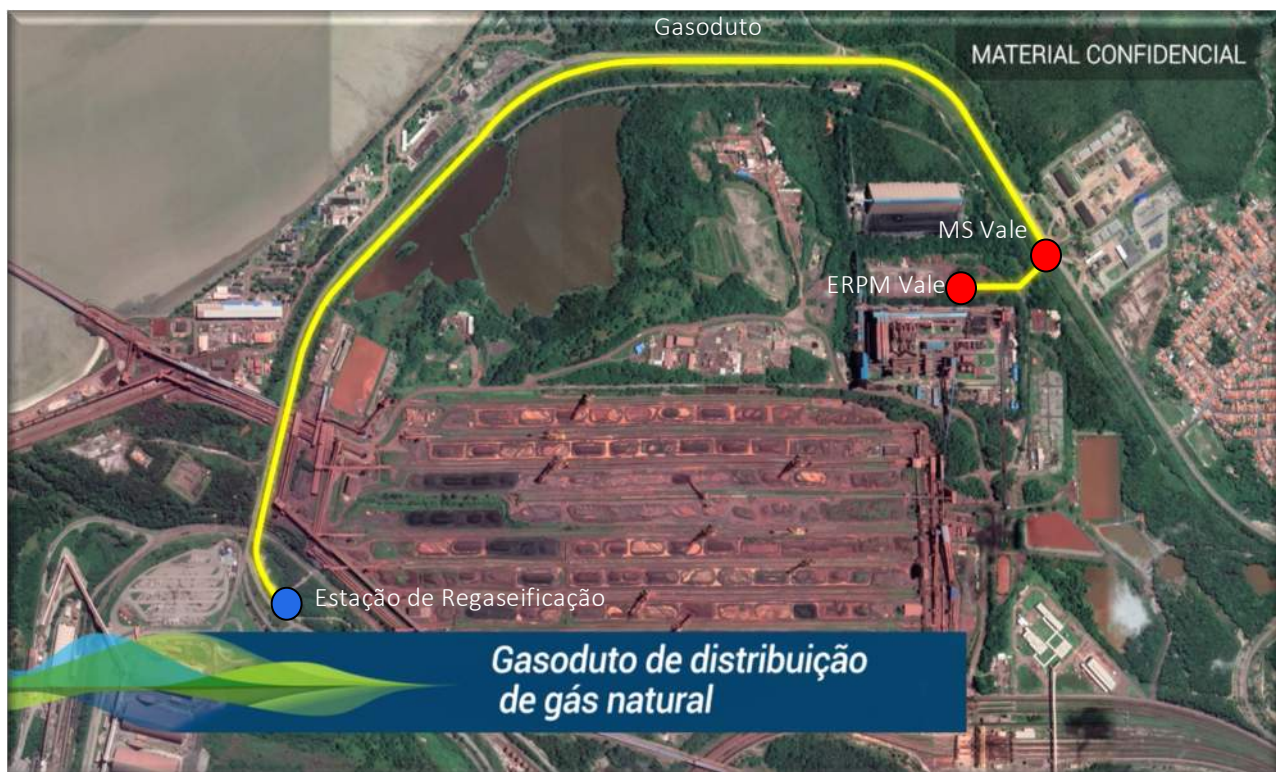 Gasoduto
MATERIAL CONFIDENCIAL
MS Vale
ERPM Vale
Estação de Regaseificação
Gasoduto de distribuição
de gás natural